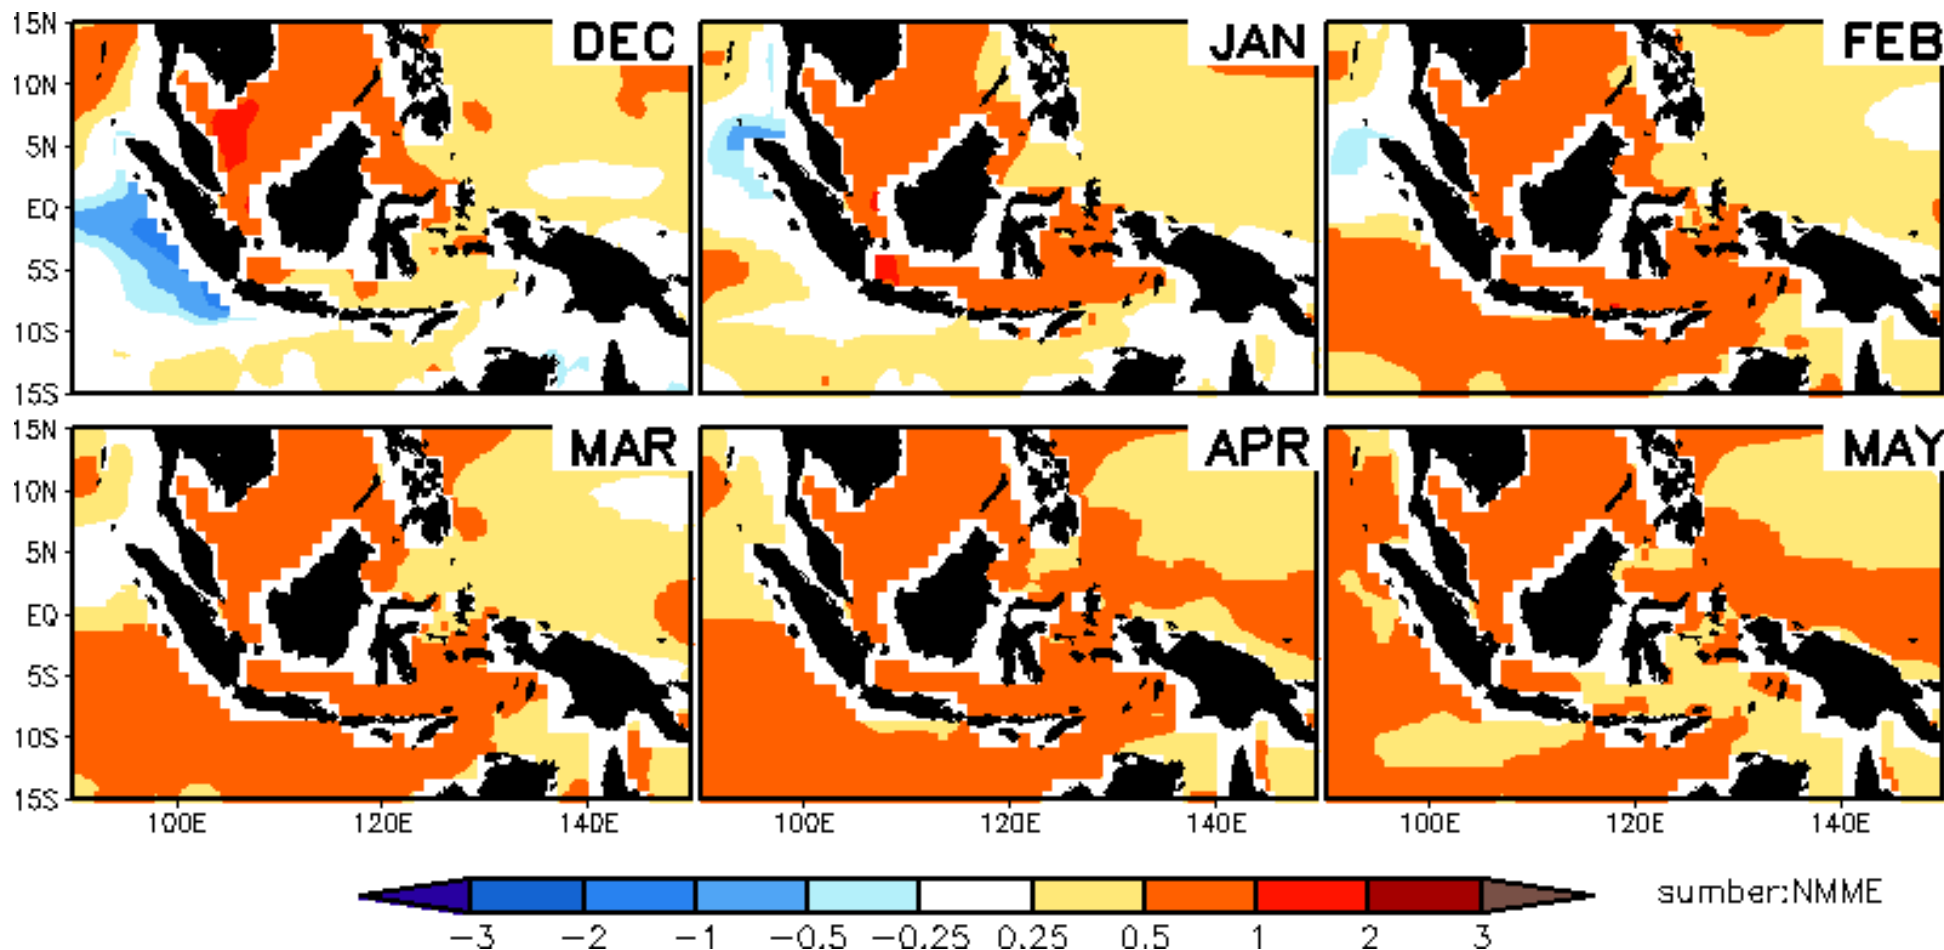 15N
10N
5N
EQ
5S
10S
15S
DEC
JAN
FEB
15N
10N
5N
EQ
5S
10S
15S
MAR
APR
MAY
100E 120E 140E 100E 120E 140E 100E 120E 140E
-3 -2 -1 -0.5 -0.25 0.25 0.5 1 2 3
sumber:NMME